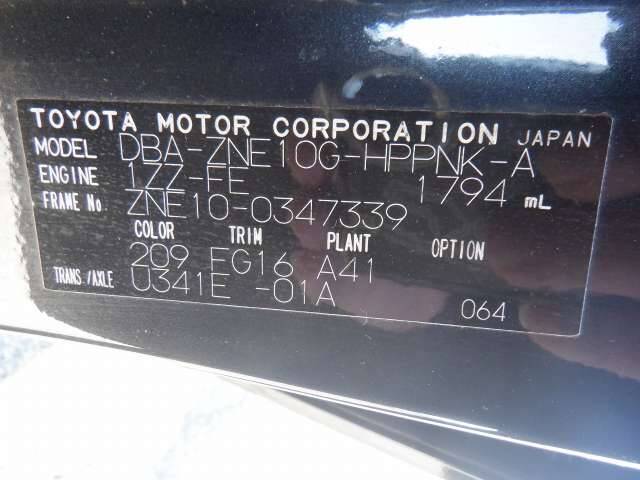 TOYOTA MOTOR CORPORATION JAPAN
MODEL DBA-ZNE10G-HPPNK-A
ENGINE 1ZZ-FE 1794 mL
FRAME No ZNE10-0347339
COLOR TRIM PLANT OPTION
209 FG16 A41
TRANS./AXLE U341E -01A
064